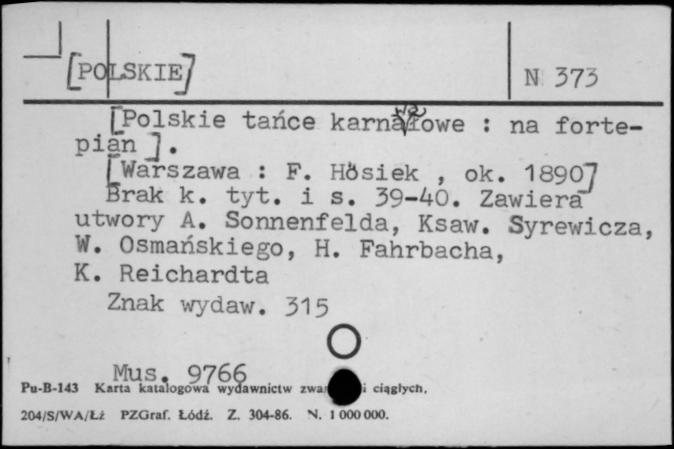 [POLSKIE]
N 373
[Polskie tańce karnawałowe : na forte-
pian ].
[Warszawa : F. Hösiek , ok. 1890]
Brak k. tyt. i s. 39-40. Zawiera
utwory A. Sonnenfelda, Ksaw. Syrewicza,
W. Osmańskiego, H. Fahrbacha,
K. Reichardta
Znak wydaw. 315
Mus. 9766
Pu-B-143 Karta katalogowa wydawnictw i ciągłych.
204/S/WA/Łź PZGraf. Łódź. Z. 304-86. N. 1 000 000.